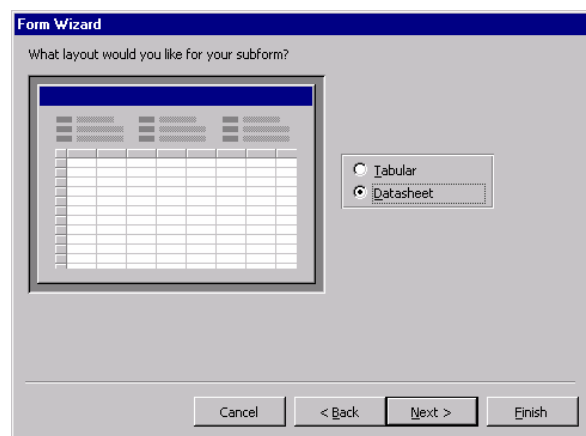 Form Wizard
What layout would you like for your subform?
Tabular
Datasheet
Cancel
< Back
Next >
Finish